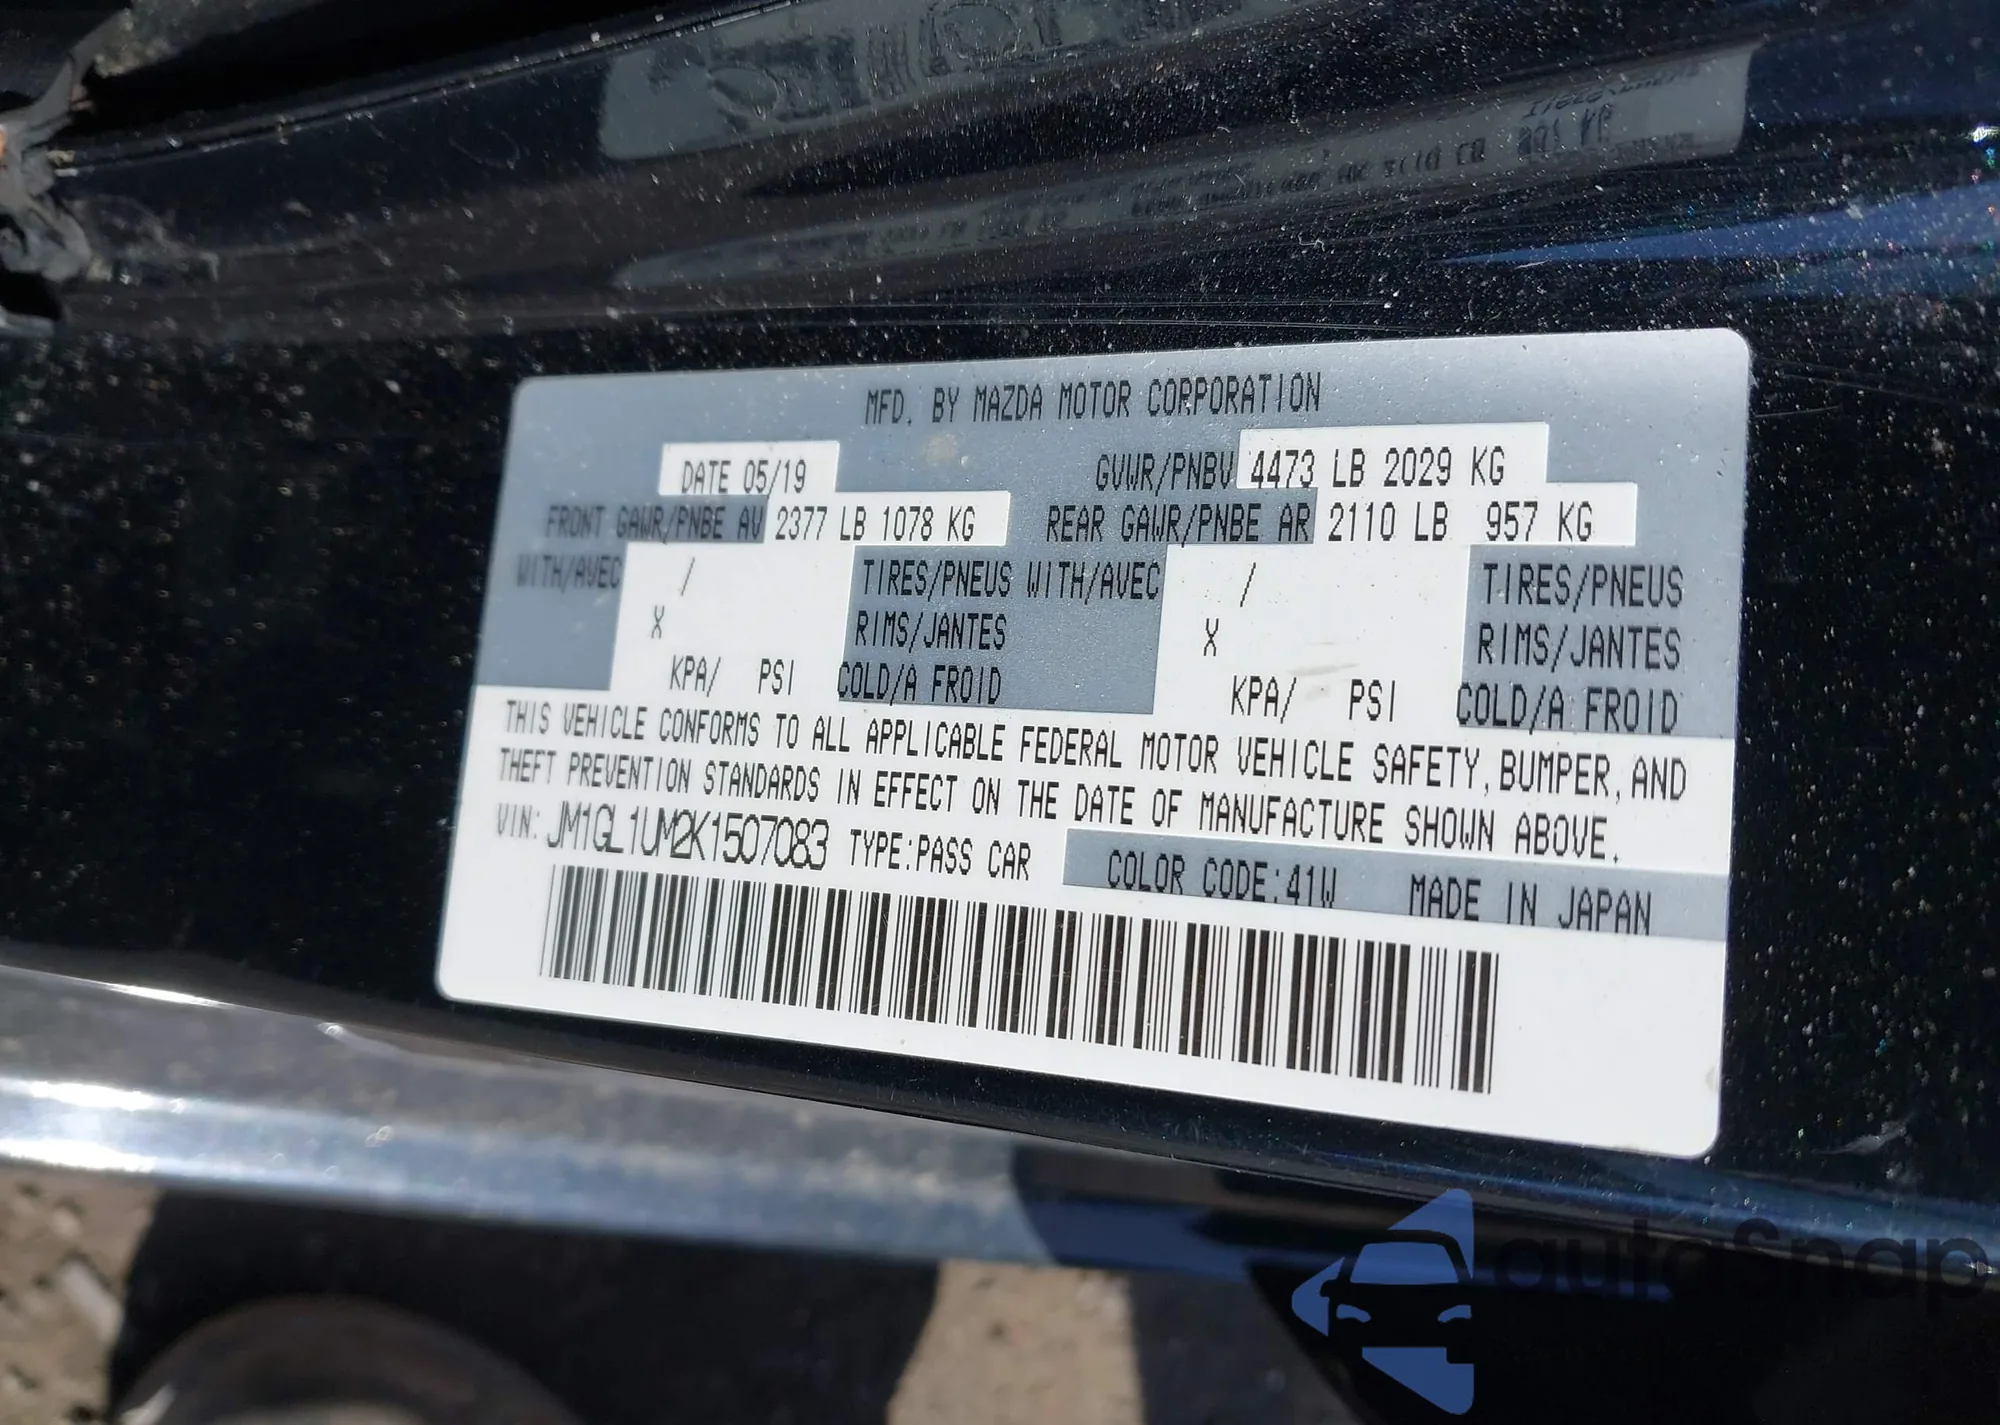 MFD. BY MAZDA MOTOR CORPORATION
DATE 05/19 GVWR/PNBV 4473 LB 2029 KG
FRONT GAWR/PNBE AV 2377 LB 1078 KG REAR GAWR/PNBE AR 2110 LB 957 KG
WITH/AVEC / TIRES/PNEUS WITH/AVEC / TIRES/PNEUS
X RIMS/JANTES X RIMS/JANTES
KPA/ PSI COLD/A FROID KPA/ PSI COLD/A FROID
THIS VEHICLE CONFORMS TO ALL APPLICABLE FEDERAL MOTOR VEHICLE SAFETY, BUMPER, AND
THEFT PREVENTION STANDARDS IN EFFECT ON THE DATE OF MANUFACTURE SHOWN ABOVE.
VIN: JM1GL1UM2K1507083 TYPE:PASS CAR COLOR CODE:41W MADE IN JAPAN
autoSnap